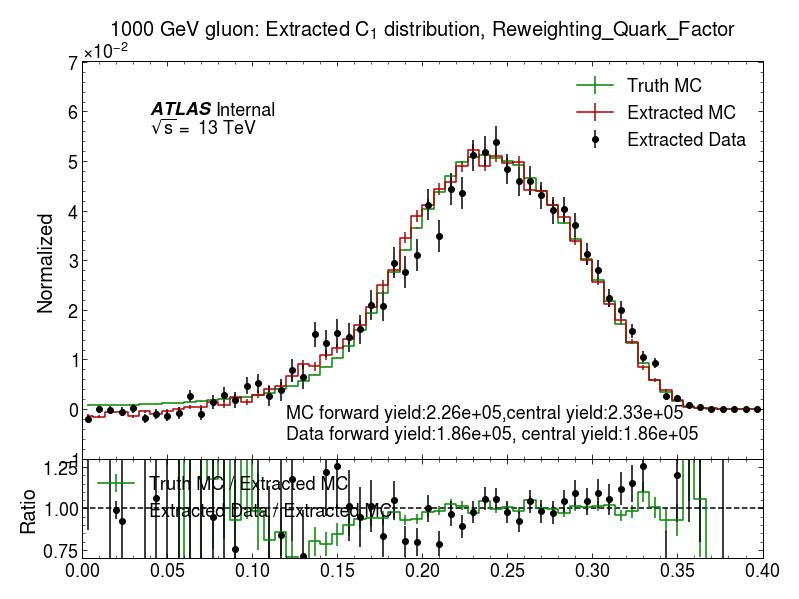 1000 GeV gluon: Extracted C₁ distribution, Reweighting_Quark_Factor
×10⁻²
7
6
5
4
3
2
1
0
1
Normalized
ATLAS Internal
√s = 13 TeV
Truth MC
Extracted MC
Extracted Data
MC forward yield:2.26e+05,central yield:2.33e+05
Data forward yield:1.86e+05, central yield:1.86e+05
1.25
1.00
0.75
Ratio
Truth MC / Extracted MC
Extracted Data / Extracted MC
0.00 0.05 0.10 0.15 0.20 0.25 0.30 0.35 0.40